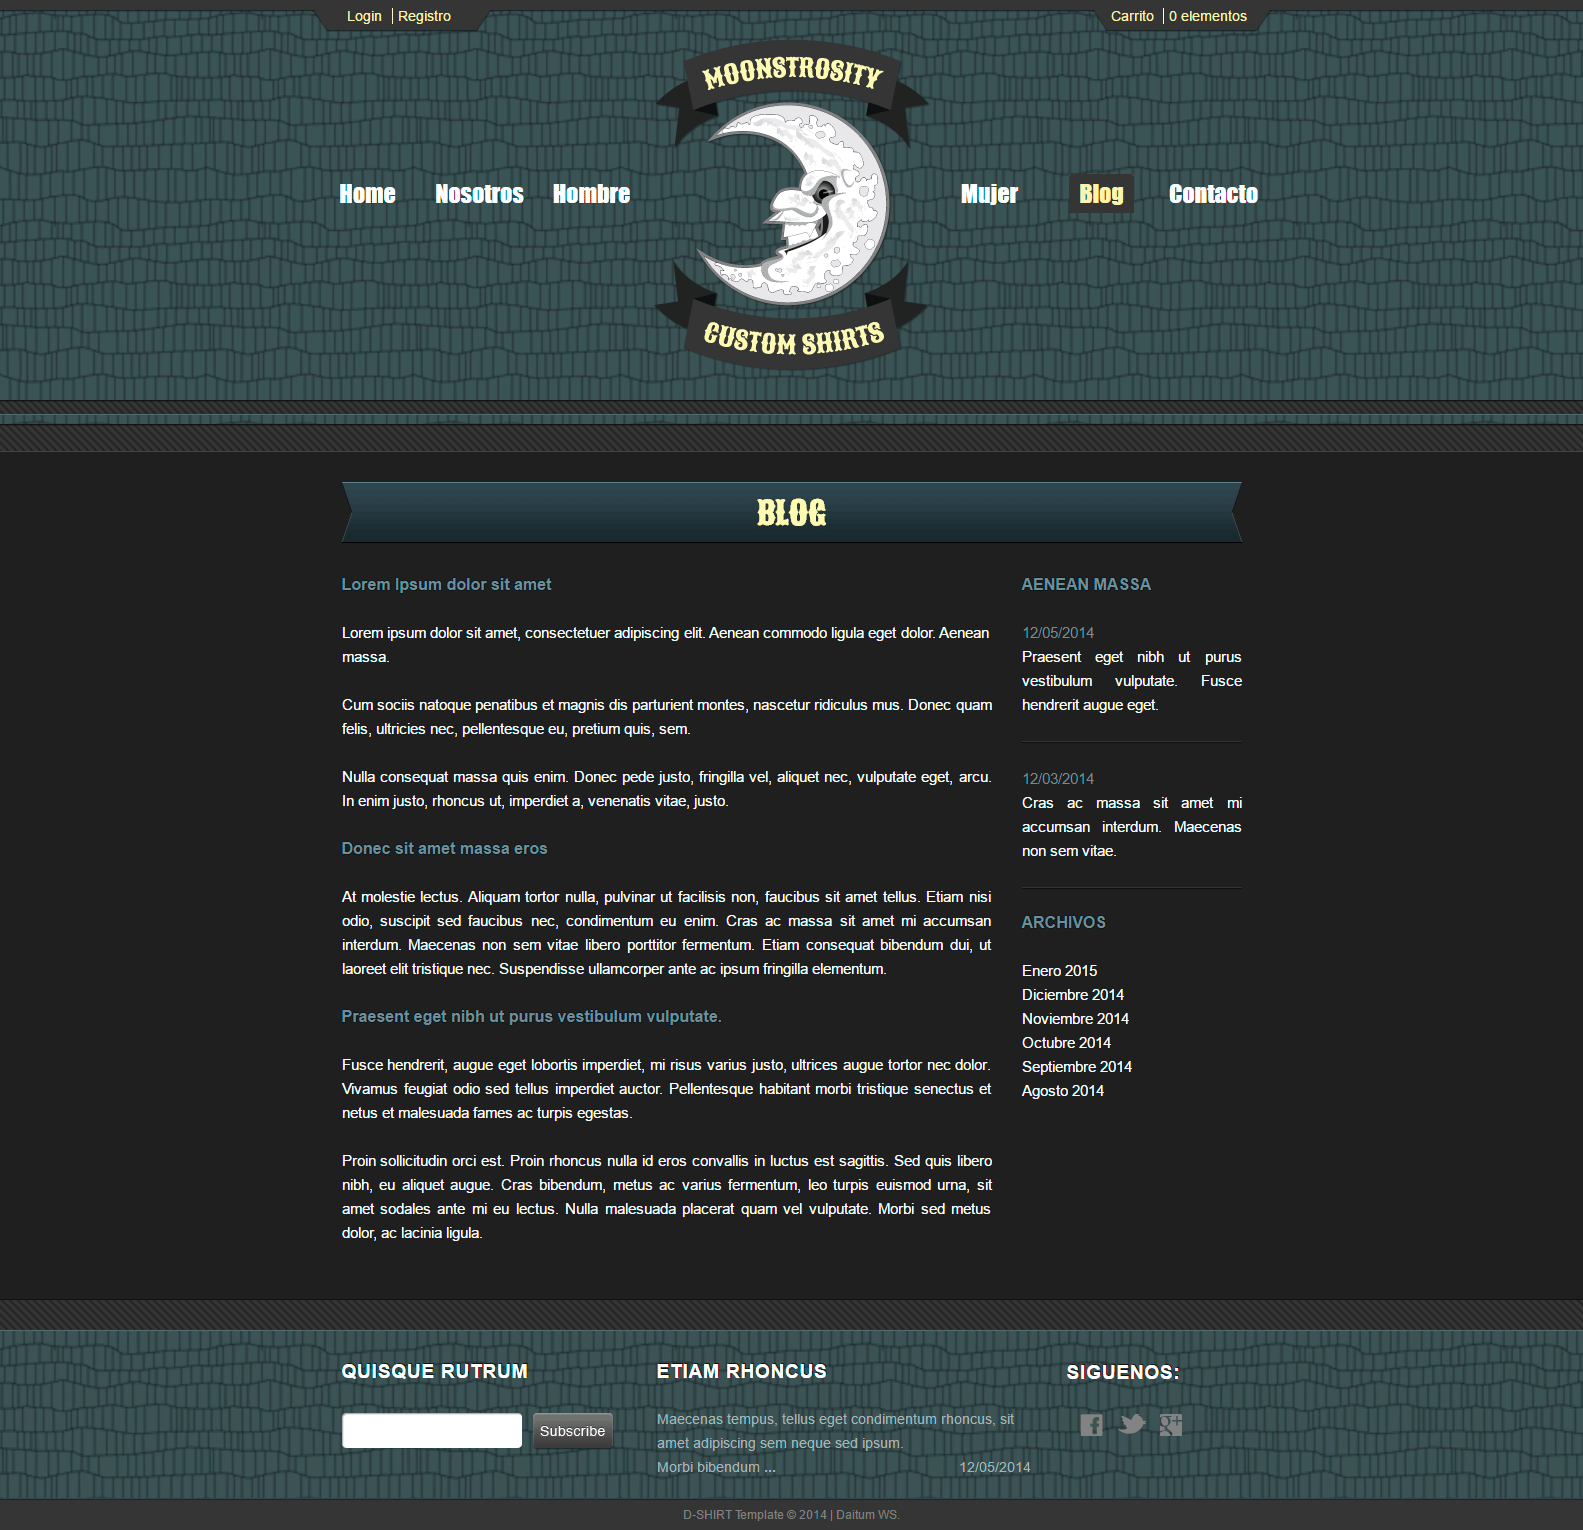 Login | Registro
Carrito | 0 elementos
MOONSTROSITY
Home
Nosotros
Hombre
Mujer
Blog
Contacto
CUSTOM SHIRTS
BLOG
Lorem Ipsum dolor sit amet
Lorem ipsum dolor sit amet, consectetuer adipiscing elit. Aenean commodo ligula eget dolor. Aenean
massa.
Cum sociis natoque penatibus et magnis dis parturient montes, nascetur ridiculus mus. Donec quam
felis, ultricies nec, pellentesque eu, pretium quis, sem.
Nulla consequat massa quis enim. Donec pede justo, fringilla vel, aliquet nec, vulputate eget, arcu.
In enim justo, rhoncus ut, imperdiet a, venenatis vitae, justo.
Donec sit amet massa eros
At molestie lectus. Aliquam tortor nulla, pulvinar ut facilisis non, faucibus sit amet tellus. Etiam nisi
odio, suscipit sed faucibus nec, condimentum eu enim. Cras ac massa sit amet mi accumsan
interdum. Maecenas non sem vitae libero porttitor fermentum. Etiam consequat bibendum dui, ut
laoreet elit tristique nec. Suspendisse ullamcorper ante ac ipsum fringilla elementum.
Praesent eget nibh ut purus vestibulum vulputate.
Fusce hendrerit, augue eget lobortis imperdiet, mi risus varius justo, ultrices augue tortor nec dolor.
Vivamus feugiat odio sed tellus imperdiet auctor. Pellentesque habitant morbi tristique senectus et
netus et malesuada fames ac turpis egestas.
Proin sollicitudin orci est. Proin rhoncus nulla id eros convallis in luctus est sagittis. Sed quis libero
nibh, eu aliquet augue. Cras bibendum, metus ac varius fermentum, leo turpis euismod urna, sit
amet sodales ante mi eu lectus. Nulla malesuada placerat quam vel vulputate. Morbi sed metus
dolor, ac lacinia ligula.
AENEAN MASSA
12/05/2014
Praesent eget nibh ut purus
vestibulum vulputate. Fusce
hendrerit augue eget.
12/03/2014
Cras ac massa sit amet mi
accumsan interdum. Maecenas
non sem vitae.
ARCHIVOS
Enero 2015
Diciembre 2014
Noviembre 2014
Octubre 2014
Septiembre 2014
Agosto 2014
QUISQUE RUTRUM
Subscribe
ETIAM RHONCUS
Maecenas tempus, tellus eget condimentum rhoncus, sit
amet adipiscing sem neque sed ipsum.
Morbi bibendum ... 12/05/2014
SIGUENOS:
D-SHIRT Template © 2014 | Daitum WS.